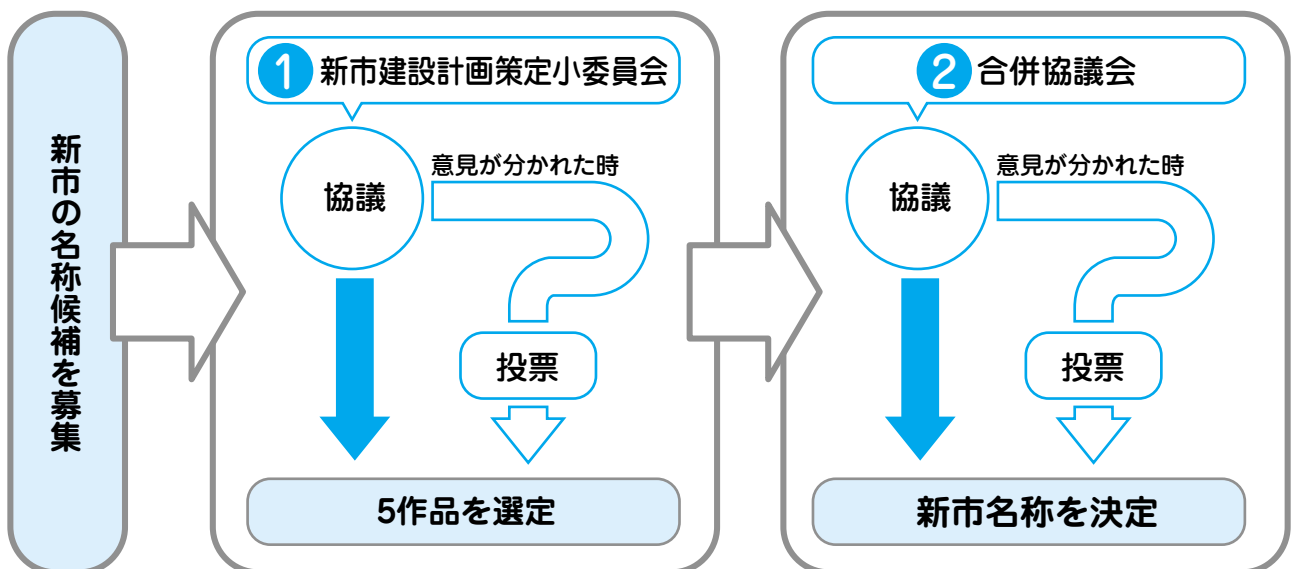 新市の名称候補を募集
1 新市建設計画策定小委員会
協議
意見が分かれた時
投票
5作品を選定
2 合併協議会
協議
意見が分かれた時
投票
新市名称を決定